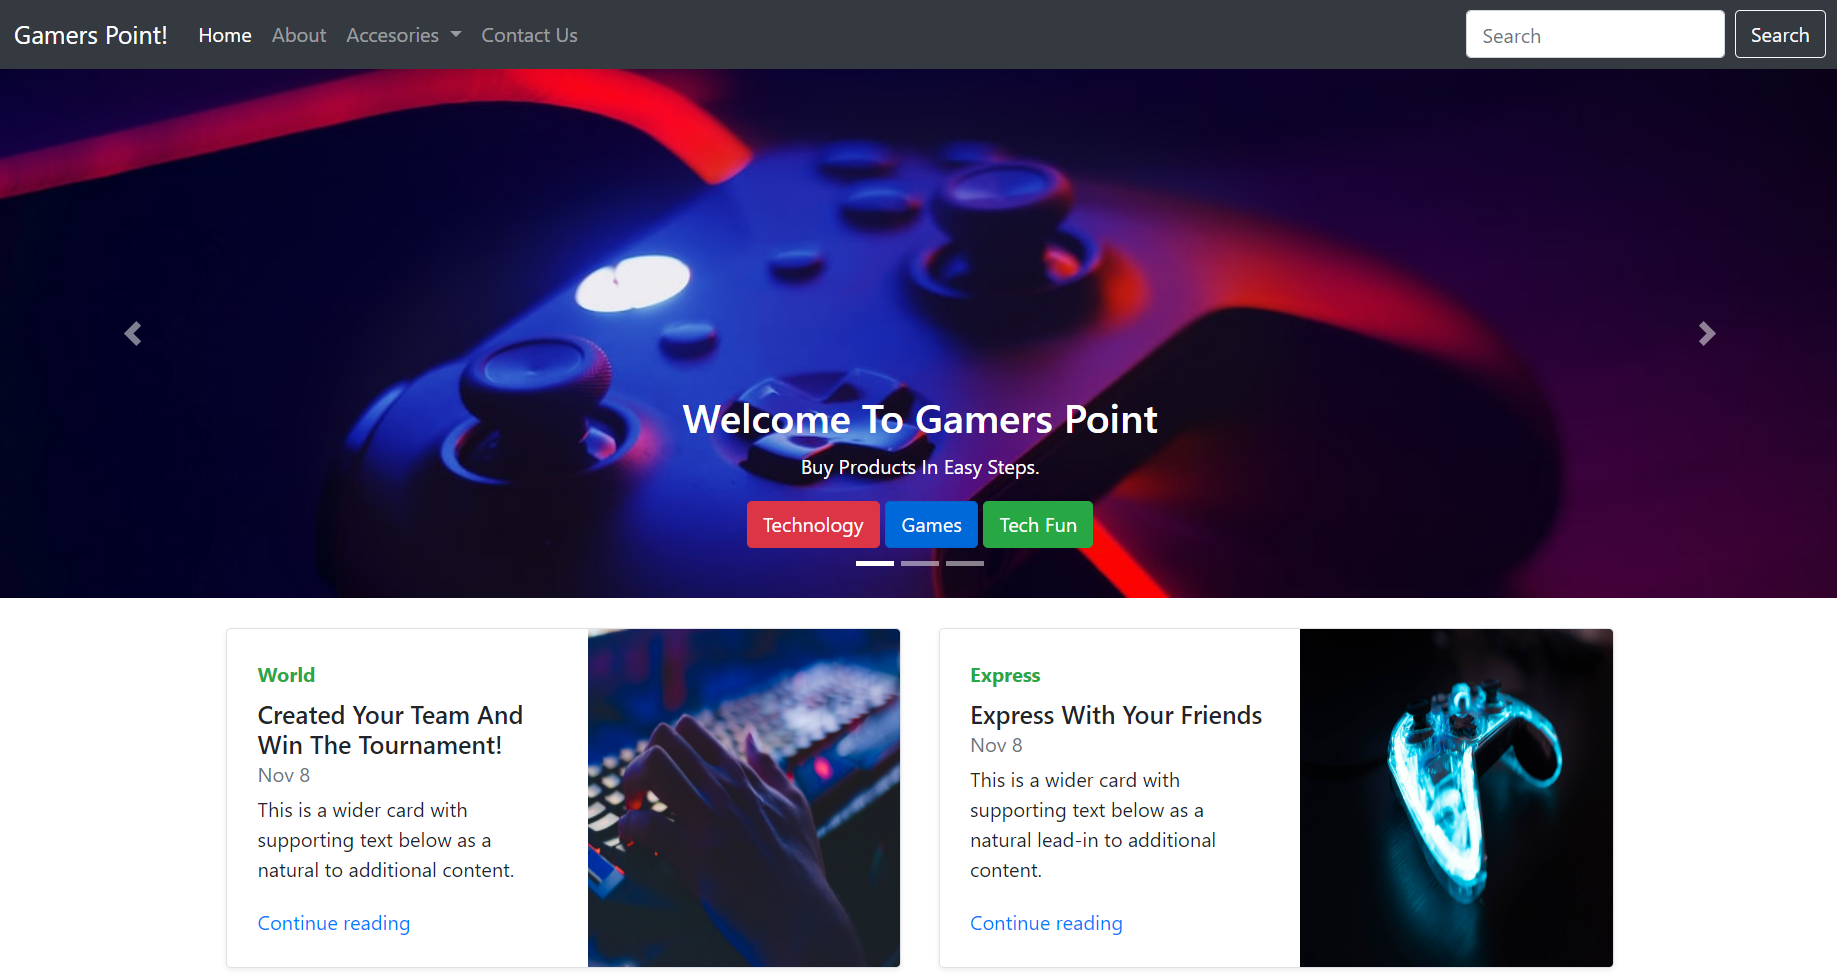 Gamers Point! Home About Accesories Contact Us Search Search
Welcome To Gamers Point
Buy Products In Easy Steps.
Technology Games Tech Fun
World
Created Your Team And
Win The Tournament!
Nov 8
This is a wider card with
supporting text below as a
natural to additional content.
Continue reading
Express
Express With Your Friends
Nov 8
This is a wider card with
supporting text below as a
natural lead-in to additional
content.
Continue reading